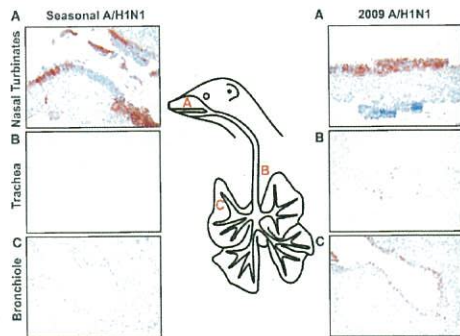 A Seasonal A/H1N1
Nasal Turbinates
B
Trachea
C
Bronchiole
A
B
C
A 2009 A/H1N1
B
C